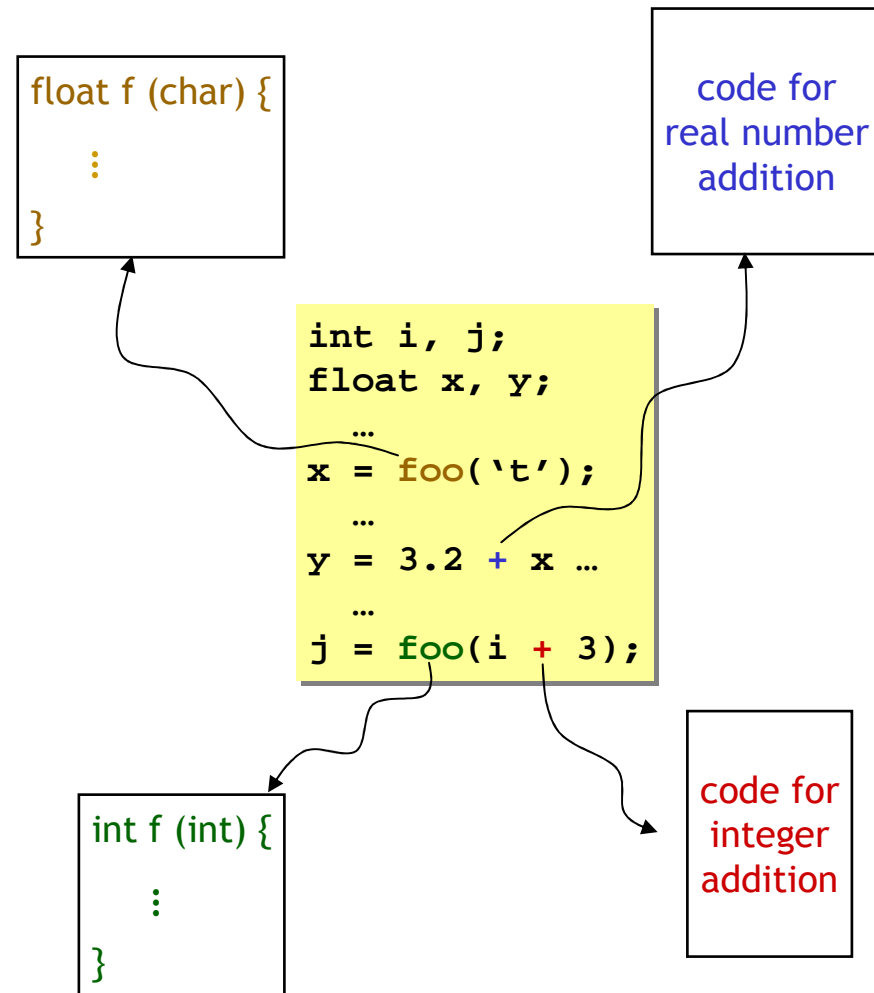 float f (char) {
⋮
}
code for
real number
addition
int i, j;
float x, y;
…
x = foo(‘t’);
…
y = 3.2 + x …
…
j = foo(i + 3);
int f (int) {
⋮
}
code for
integer
addition